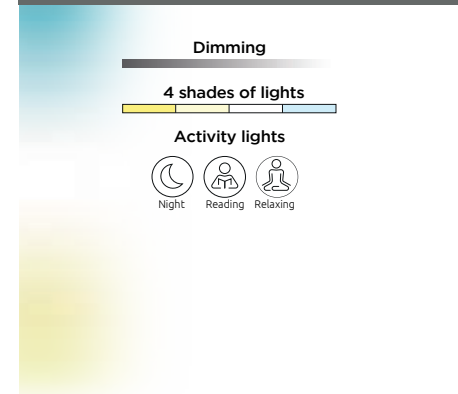 Dimming
4 shades of lights
Activity lights
Night Reading Relaxing